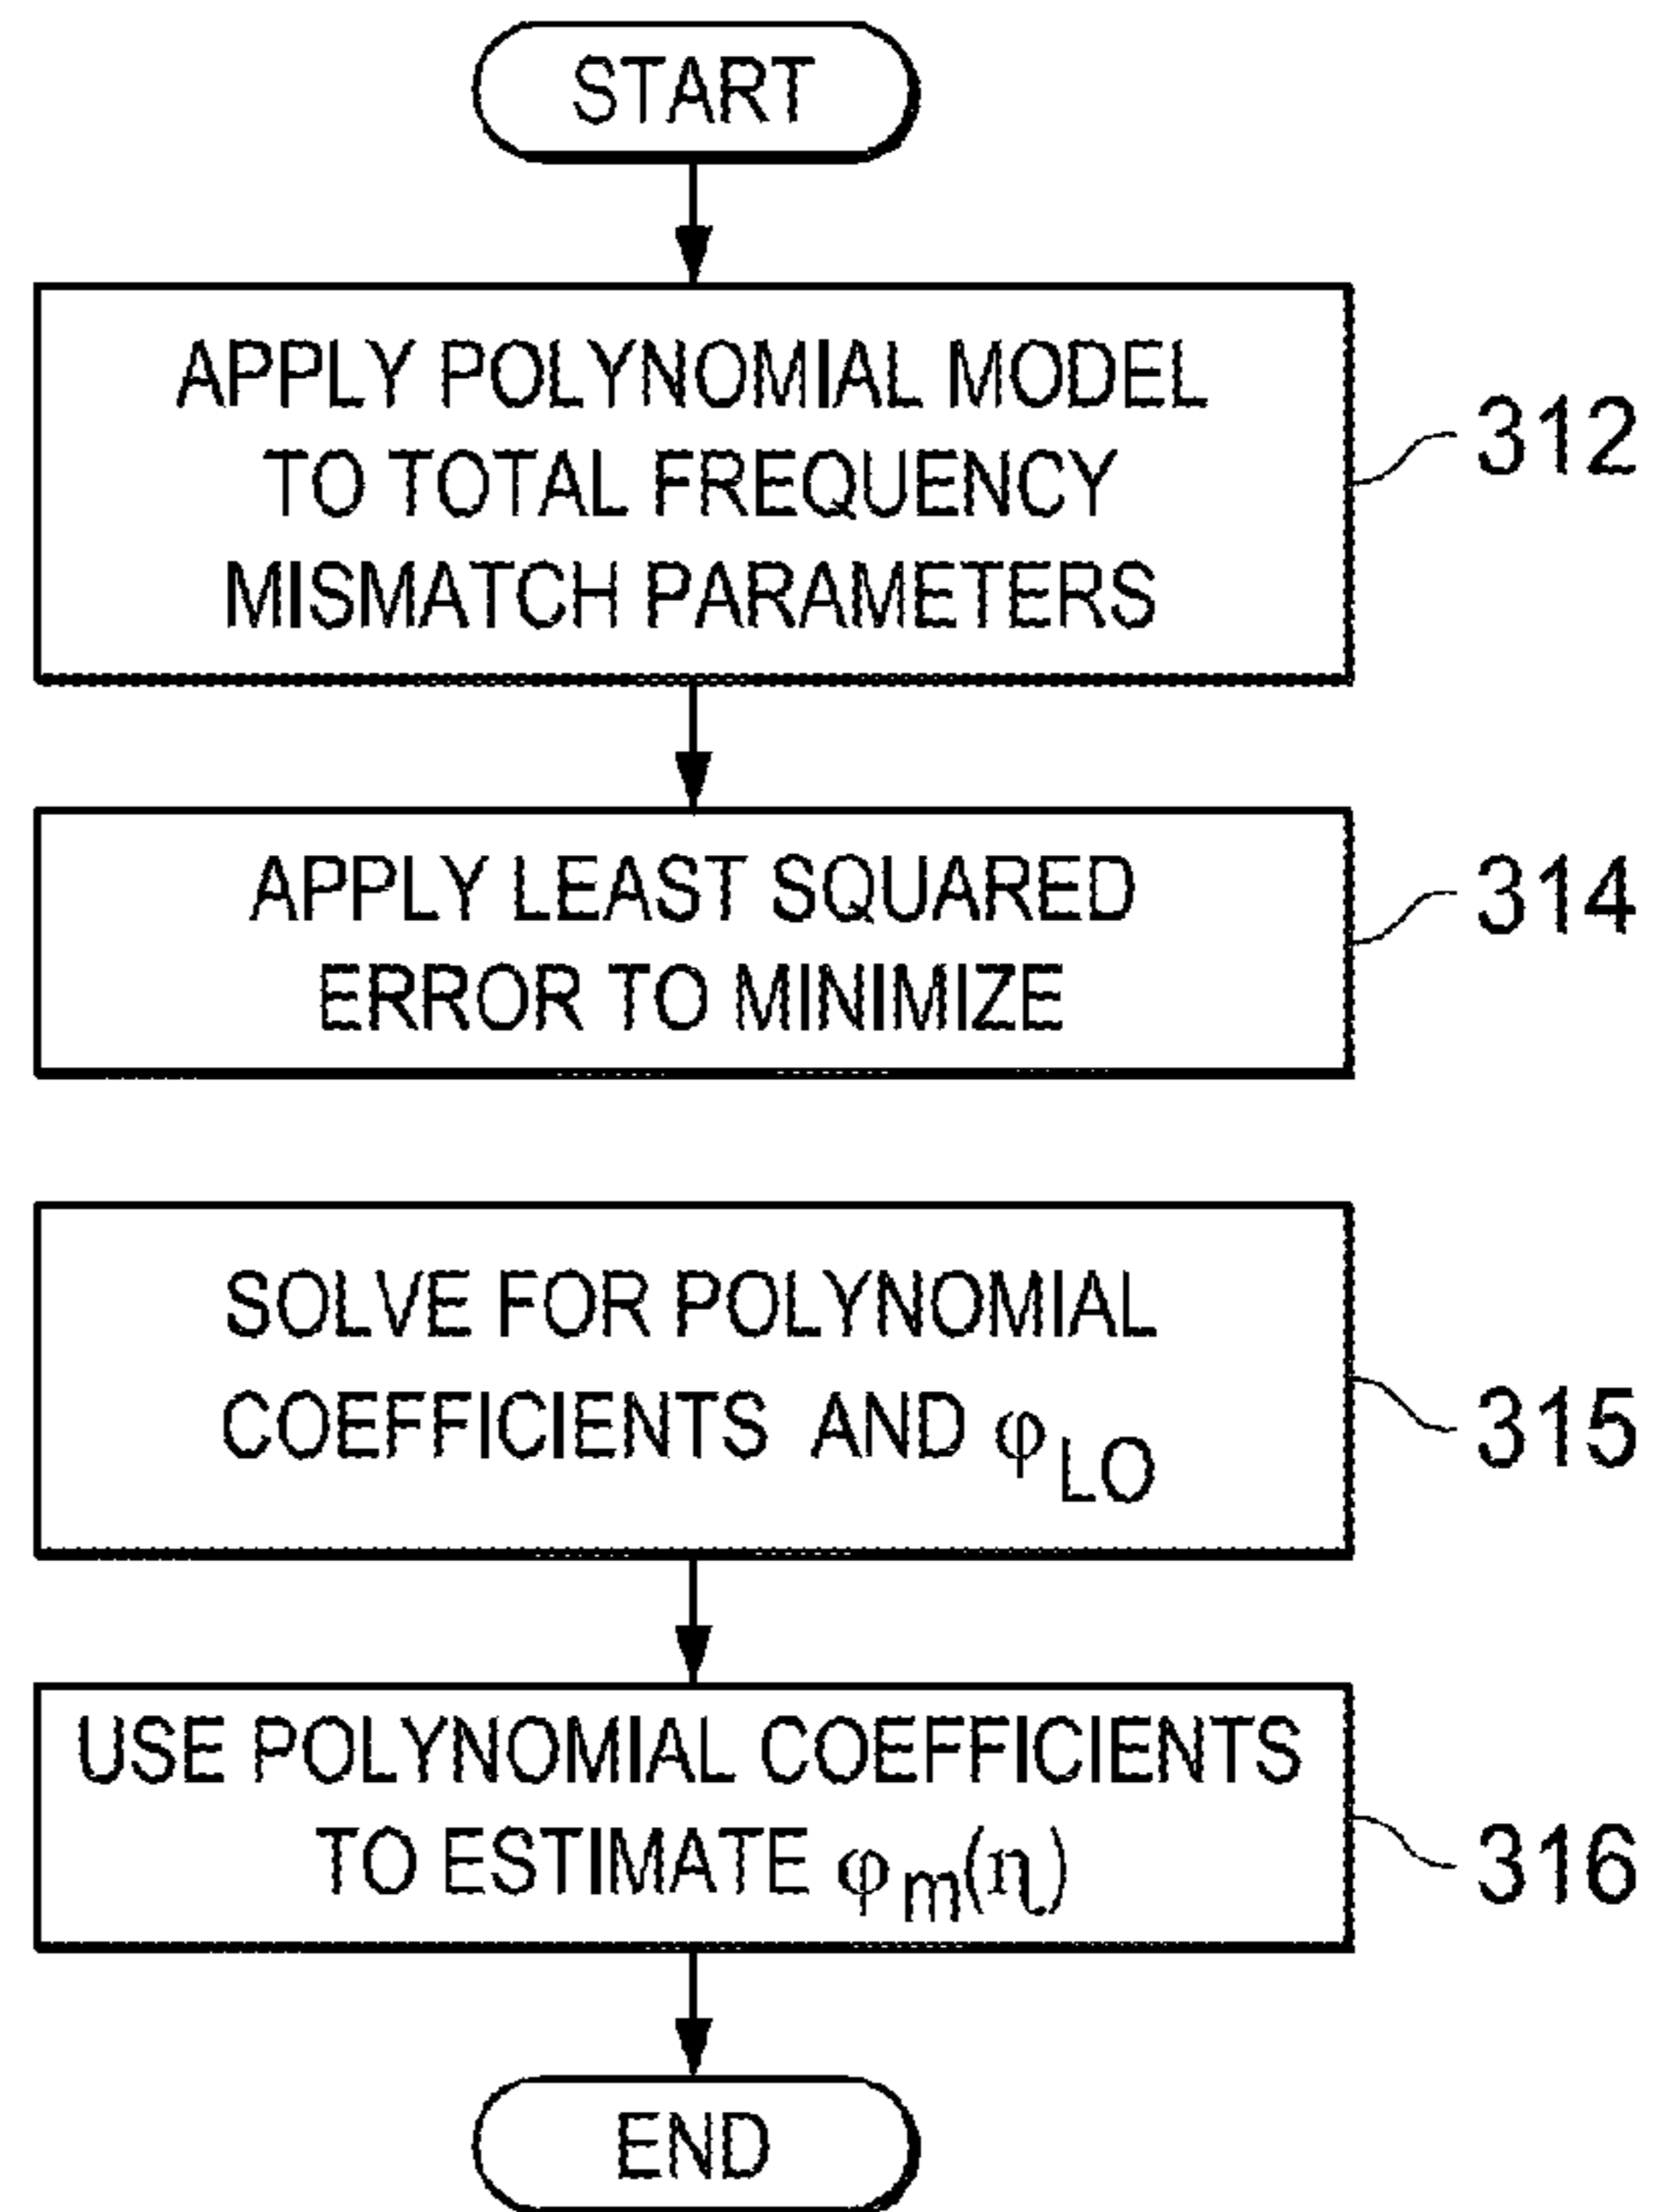 START
APPLY POLYNOMIAL MODEL
TO TOTAL FREQUENCY
MISMATCH PARAMETERS
312
APPLY LEAST SQUARED
ERROR TO MINIMIZE
314
SOLVE FOR POLYNOMIAL
COEFFICIENTS AND φLO
315
USE POLYNOMIAL COEFFICIENTS
TO ESTIMATE φm(η)
316
END